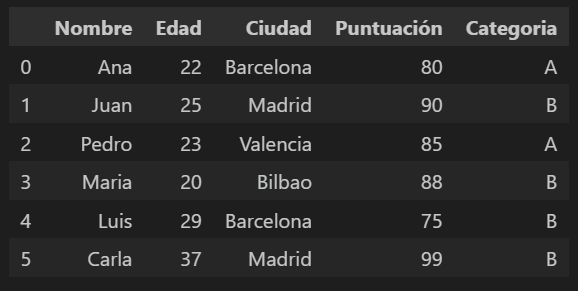 Nombre Edad Ciudad Puntuación Categoria
0 Ana 22 Barcelona 80 A
1 Juan 25 Madrid 90 B
2 Pedro 23 Valencia 85 A
3 Maria 20 Bilbao 88 B
4 Luis 29 Barcelona 75 B
5 Carla 37 Madrid 99 B